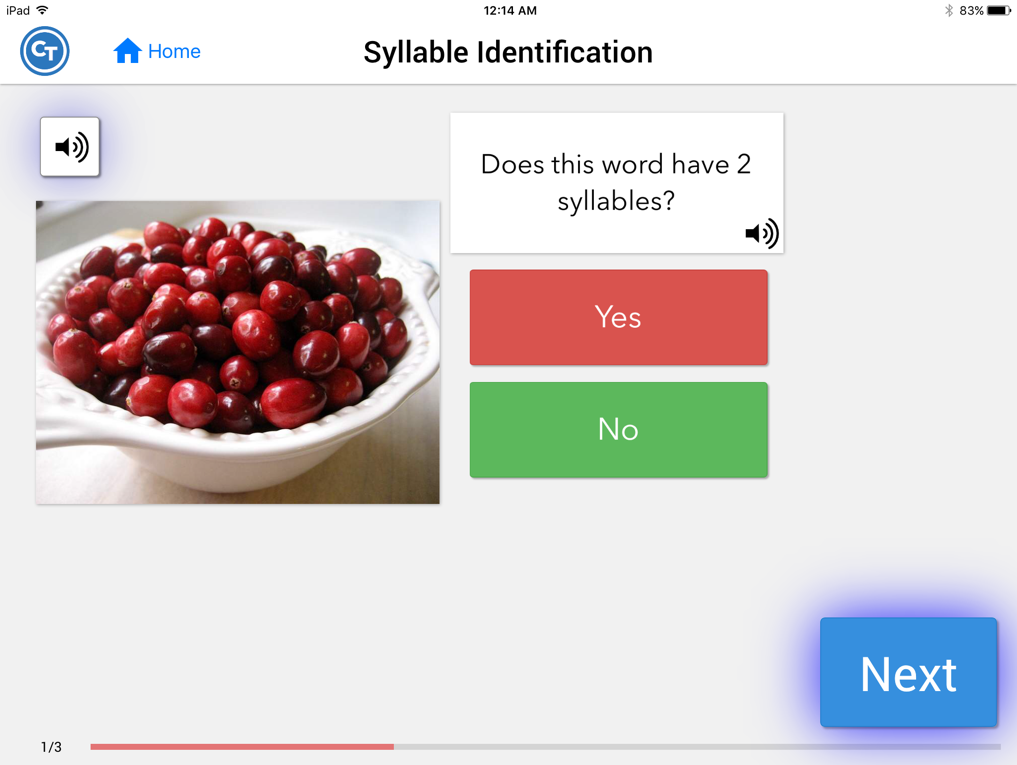 iPad 12:14 AM 83%
CT Home Syllable Identification
Does this word have 2
syllables?
Yes
No
Next
1/3